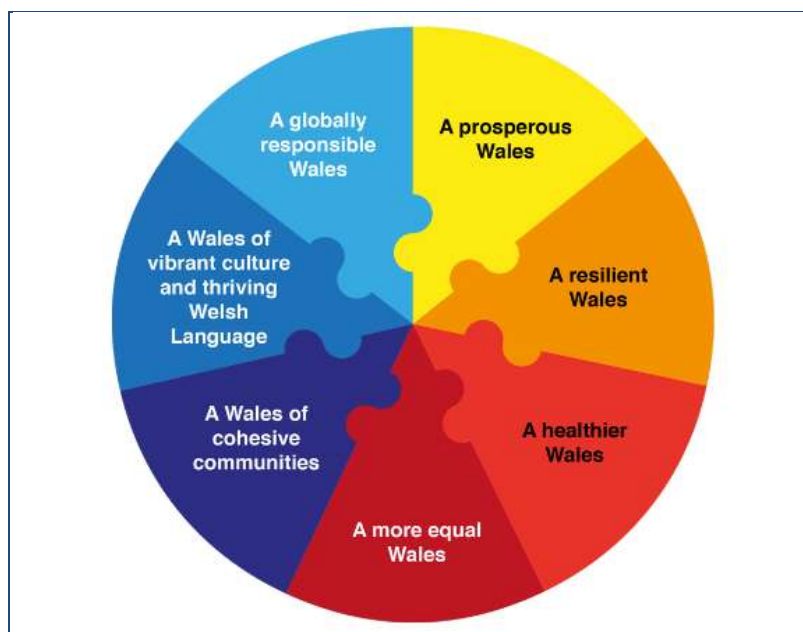 A prosperous
Wales
A resilient
Wales
A healthier
Wales
A more equal
Wales
A Wales of
cohesive
communities
A Wales of
vibrant culture
and thriving
Welsh
Language
A globally
responsible
Wales